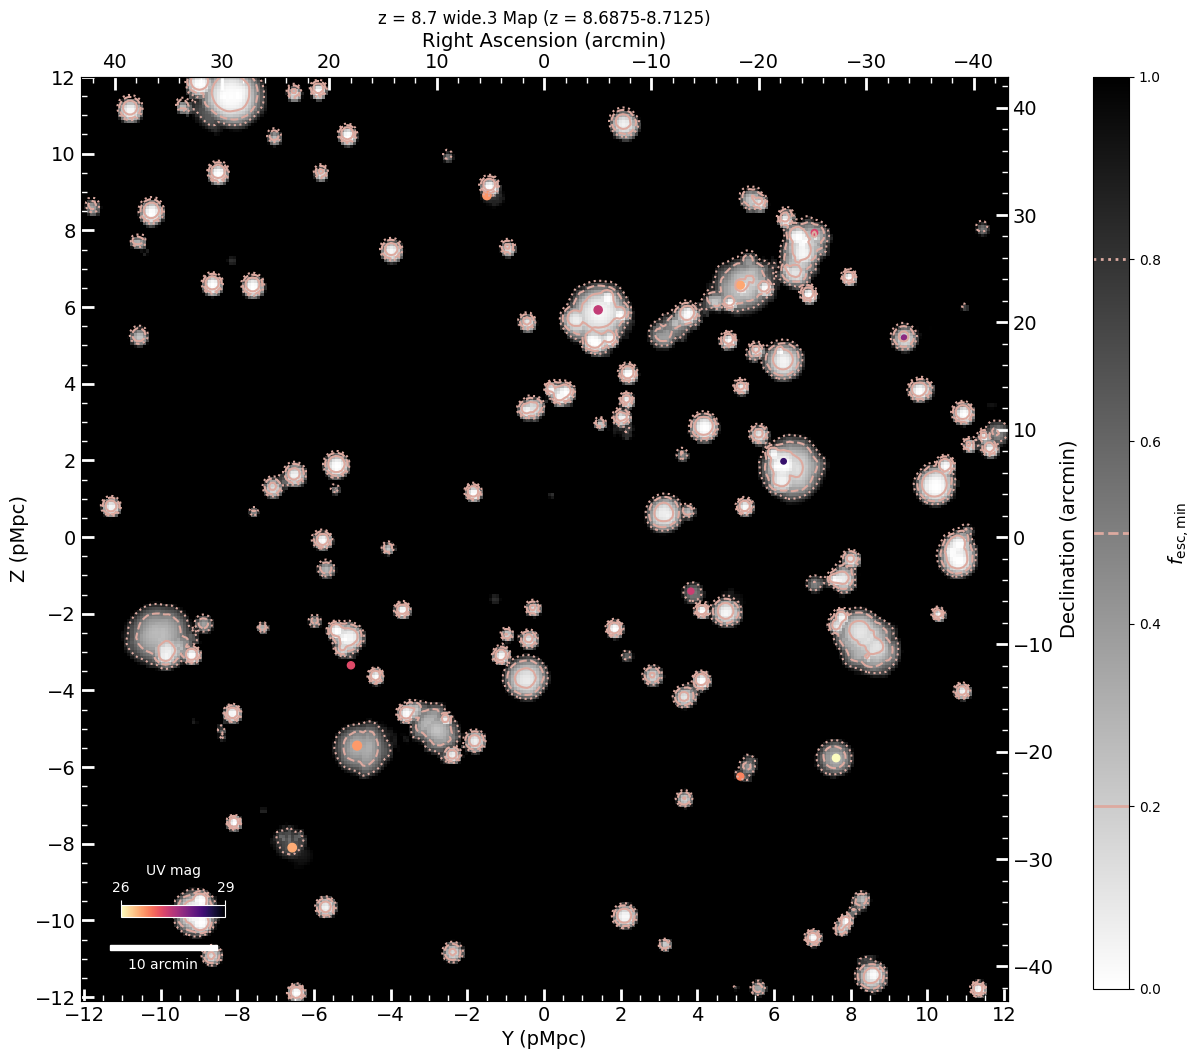 z = 8.7 wide.3 Map (z = 8.6875-8.7125)
Right Ascension (arcmin)
40 30 20 10 0 −10 −20 −30 −40
12 10 8 6 4 2 0 −2 −4 −6 −8 −10 −12
Z (pMpc)
40 30 20 10 0 −10 −20 −30 −40
Declination (arcmin)
1.0 0.8 0.6 0.4 0.2 0.0
fesc,min
UV mag
26 29
10 arcmin
−12 −10 −8 −6 −4 −2 0 2 4 6 8 10 12
Y (pMpc)